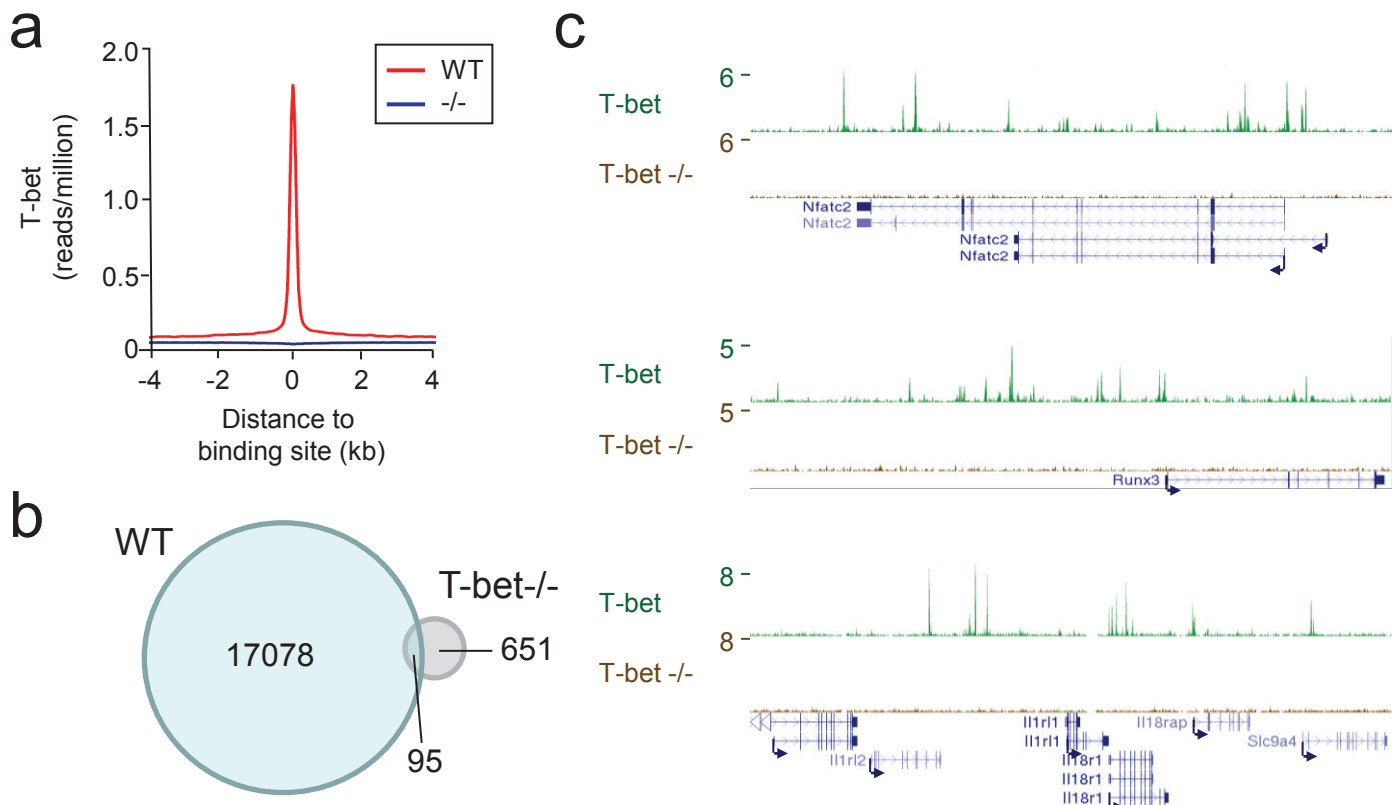 a
2.0
1.5
1.0
0.5
0
T-bet
(reads/million)
WT
-/-
-4
-2
0
2
4
Distance to
binding site (kb)
b
WT
T-bet-/-
17078
651
95
c
T-bet
6
T-bet -/-
6
Nfatc2
Nfatc2
Nfatc2
Nfatc2
T-bet
5
T-bet -/-
5
Runx3
T-bet
8
T-bet -/-
8
Il1rl1
Il18rap
Il1rl1
Slc9a4
Il1rl2
Il18r1
Il18r1
Il18r1